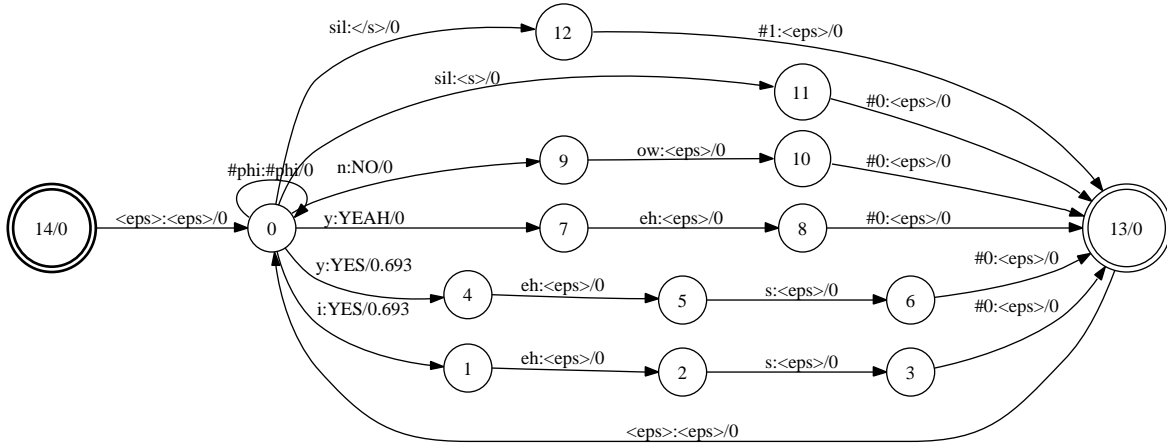 sil:</s>/0
12
#1:<eps>/0
sil:<s>/0
11
#0:<eps>/0
#phi:#phi/0
n:NO/0
9
ow:<eps>/0
10
#0:<eps>/0
14/0
<eps>:<eps>/0
0
y:YEAH/0
7
eh:<eps>/0
8
#0:<eps>/0
13/0
y:YES/0.693
4
eh:<eps>/0
5
s:<eps>/0
6
#0:<eps>/0
i:YES/0.693
1
eh:<eps>/0
2
s:<eps>/0
3
#0:<eps>/0
<eps>:<eps>/0